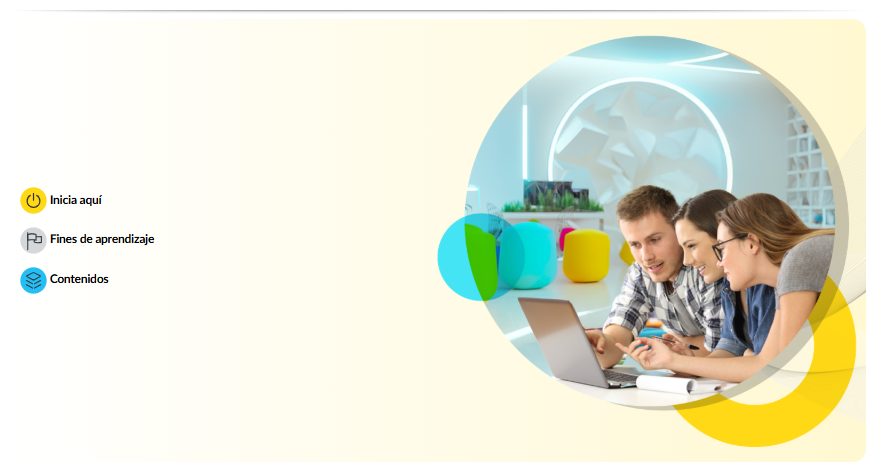 Inicia aquí
Fines de aprendizaje
Contenidos